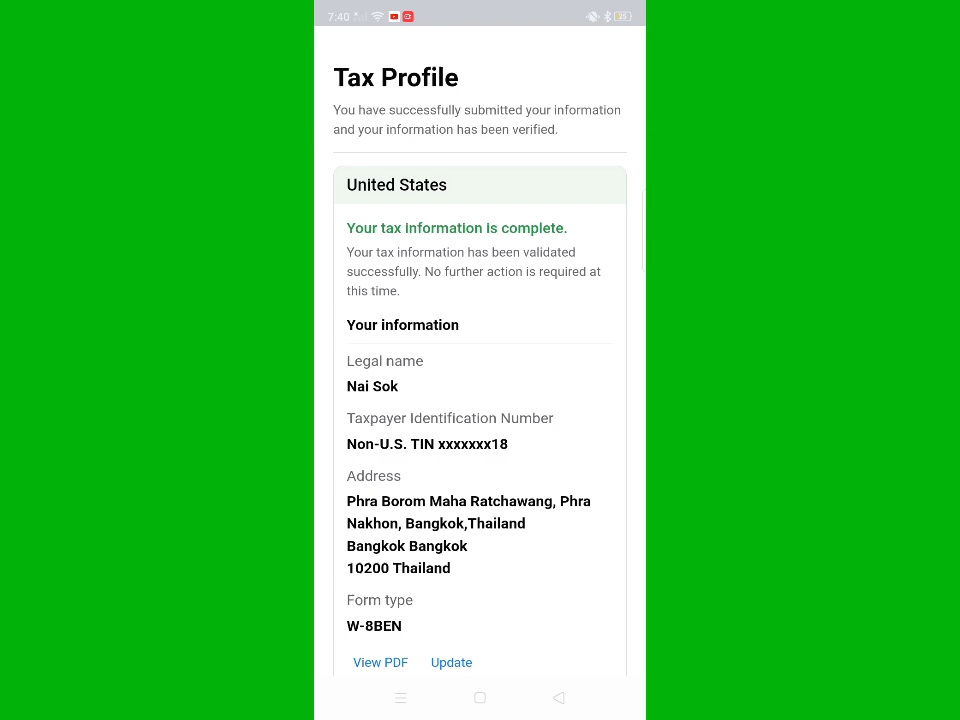 7:40
25
Tax Profile
You have successfully submitted your information
and your information has been verified.
United States
Your tax information is complete.
Your tax information has been validated
successfully. No further action is required at
this time.
Your information
Legal name
Nai Sok
Taxpayer Identification Number
Non-U.S. TIN xxxxxxx18
Address
Phra Borom Maha Ratchawang, Phra
Nakhon, Bangkok,Thailand
Bangkok Bangkok
10200 Thailand
Form type
W-8BEN
View PDF Update